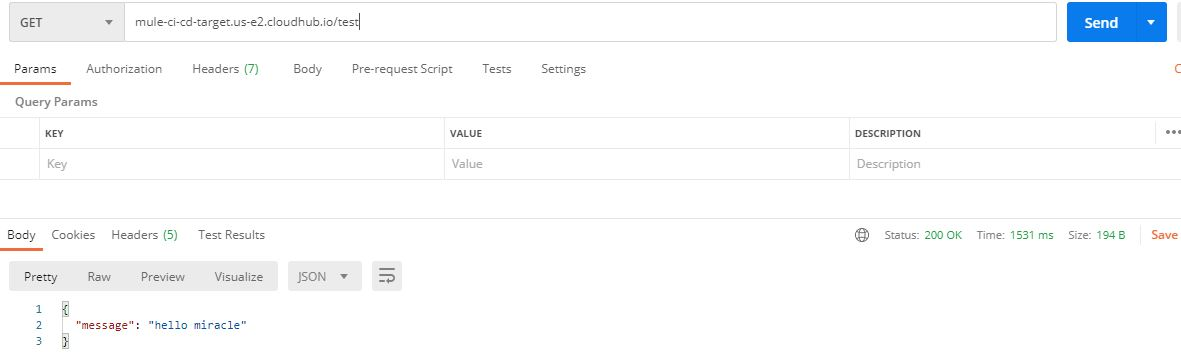 GET mule-ci-cd-target.us-e2.cloudhub.io/test Send
Params Authorization Headers (7) Body Pre-request Script Tests Settings C
Query Params
KEY VALUE DESCRIPTION
Key Value Description
Body Cookies Headers (5) Test Results Status: 200 OK Time: 1531 ms Size: 194 B Save
Pretty Raw Preview Visualize JSON
1 {
2 "message": "hello miracle"
3 }